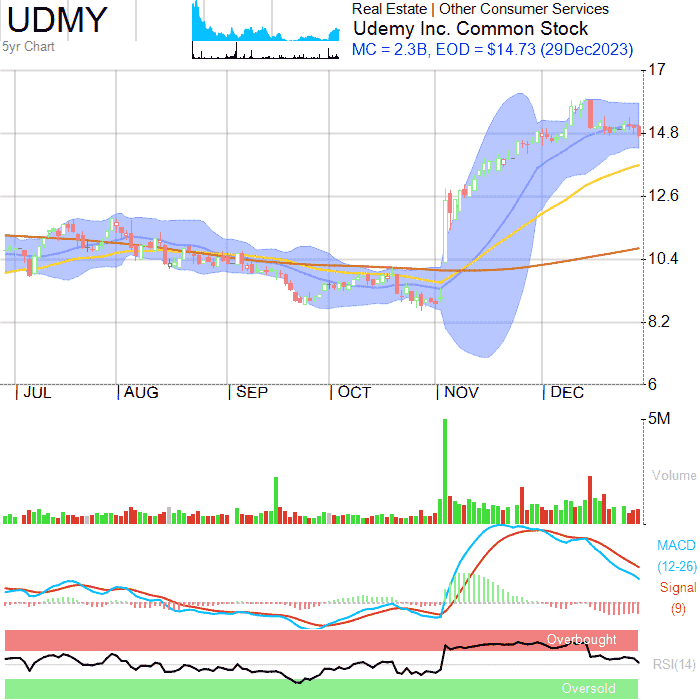 UDMY
5yr Chart
Real Estate | Other Consumer Services
Udemy Inc. Common Stock
MC = 2.3B, EOD = $14.73 (29Dec2023)
17
14.8
12.6
10.4
8.2
6
JUL AUG SEP OCT NOV DEC
5M
Volume
MACD
(12-26)
Signal
(9)
Overbought
RSI(14)
Oversold